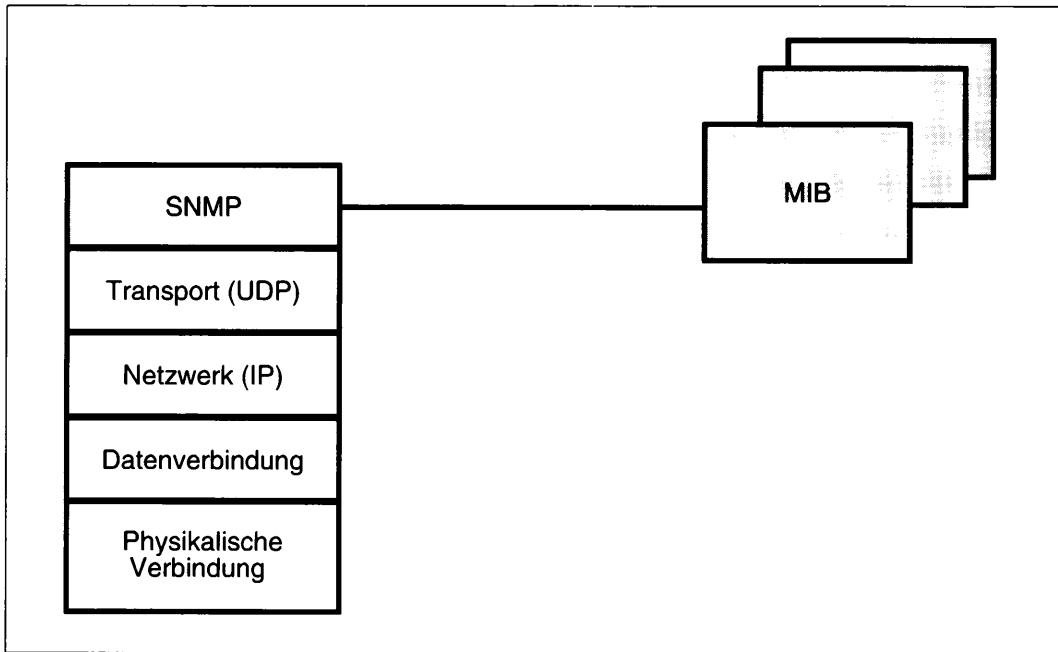 SNMP
Transport (UDP)
Netzwerk (IP)
Datenverbindung
Physikalische
Verbindung
MIB